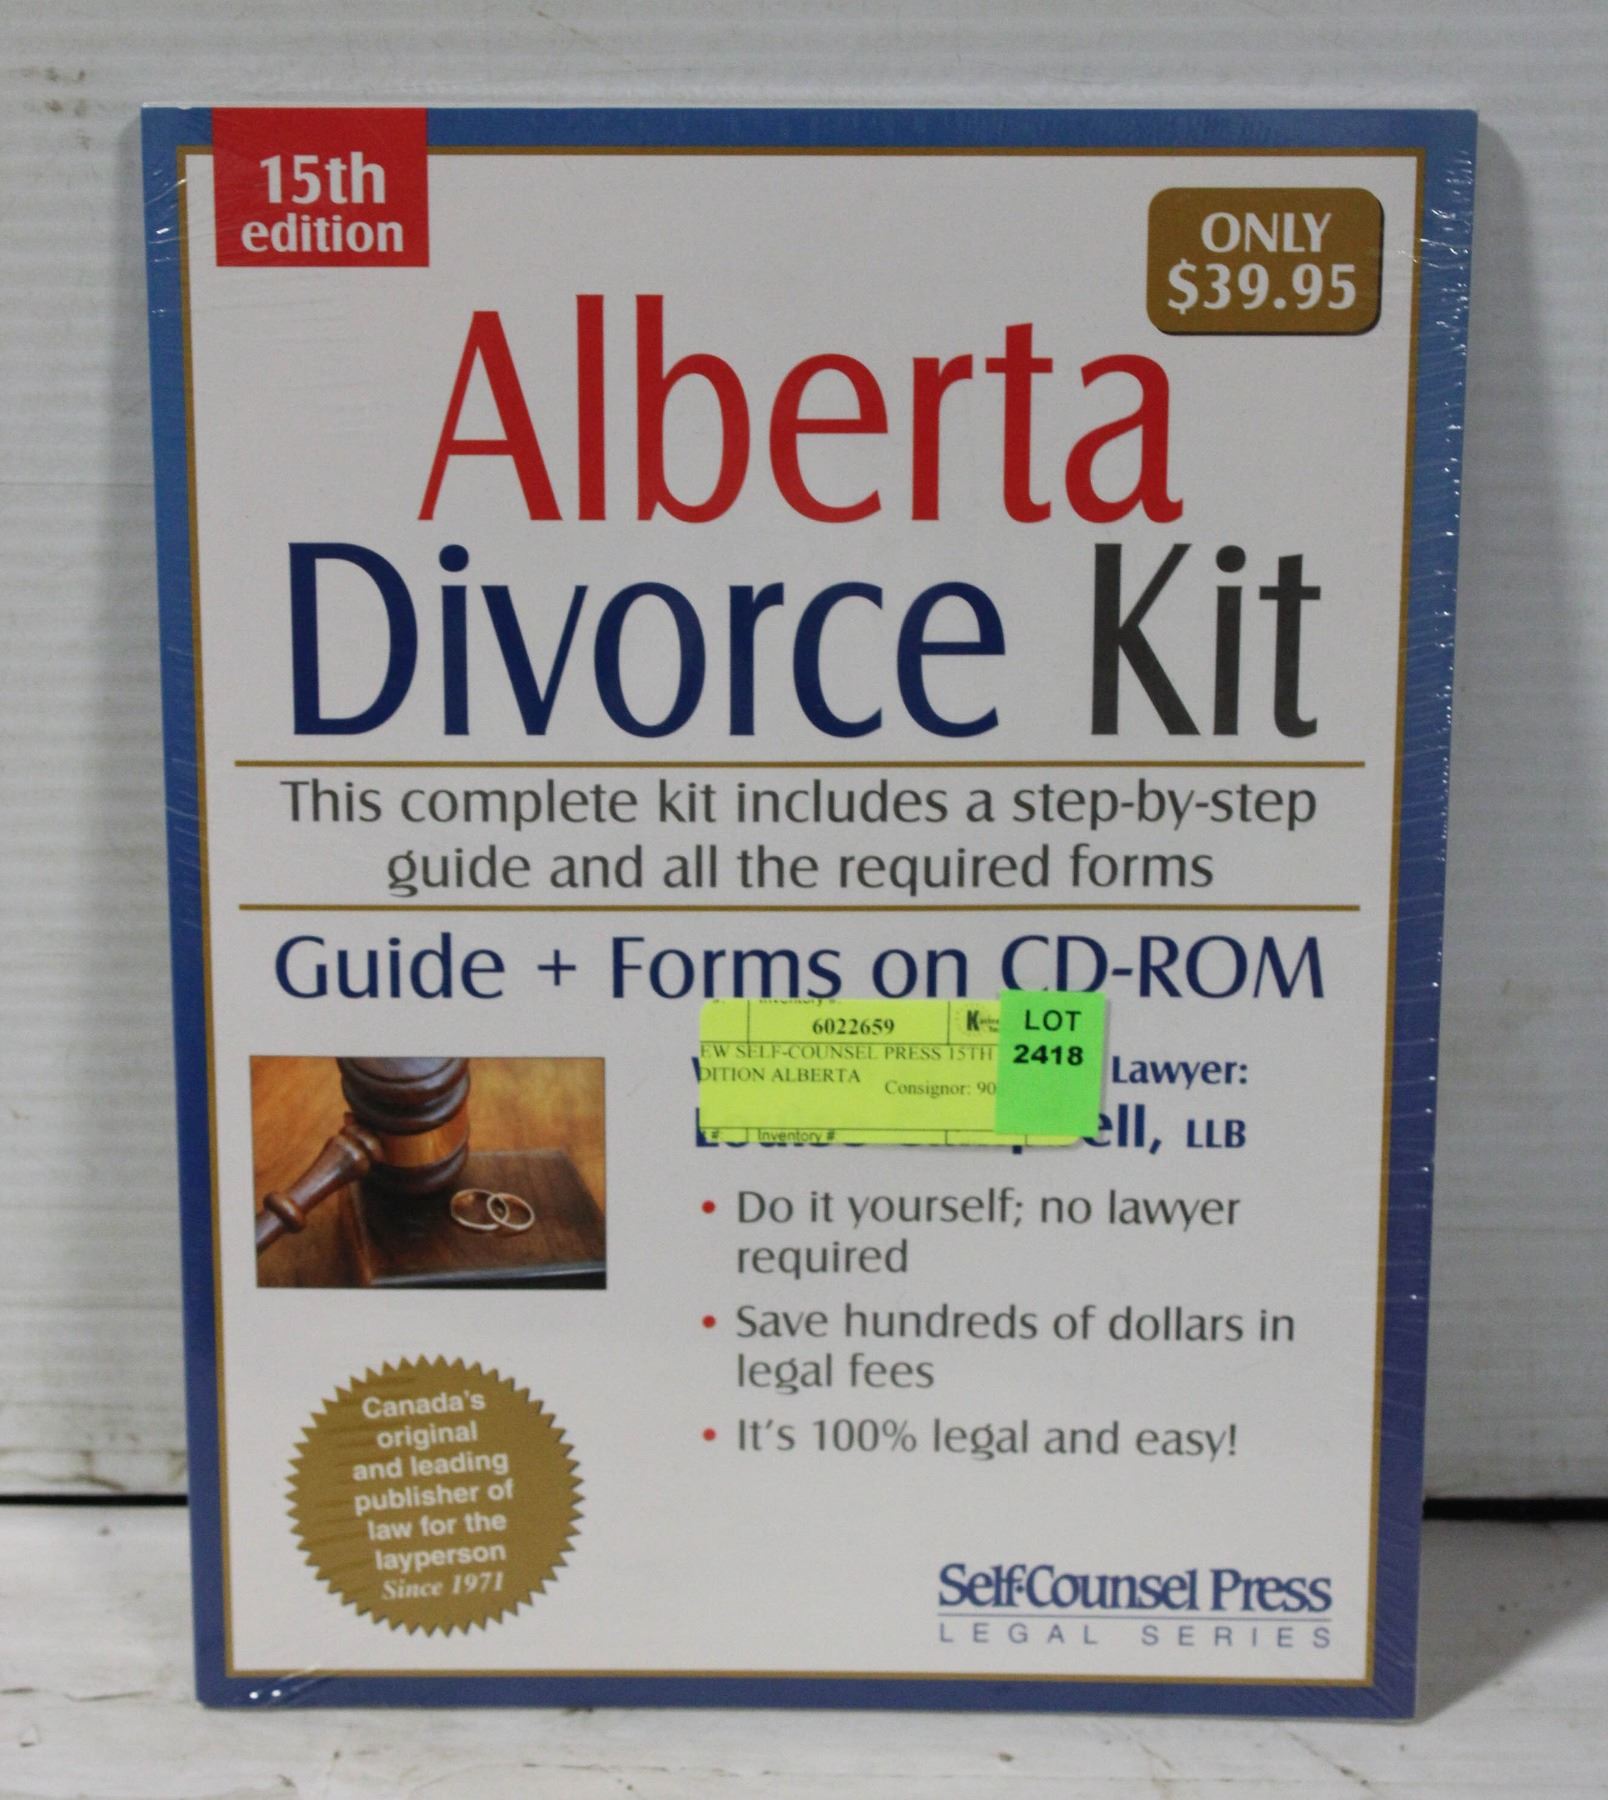 15th
edition
ONLY
$39.95
Alberta
Divorce Kit
This complete kit includes a step-by-step
guide and all the required forms
Guide + Forms on CD-ROM
Inventory #:
6022659
LOT
2418
EW SELF-COUNSEL PRESS 15TH
DITION ALBERTA
Consignor: 90
Inventory #
Lawyer:
ell, LLB
• Do it yourself; no lawyer
required
• Save hundreds of dollars in
legal fees
• It's 100% legal and easy!
Canada's
original
and leading
publisher of
law for the
layperson
Since 1971
Self-Counsel Press
LEGAL SERIES